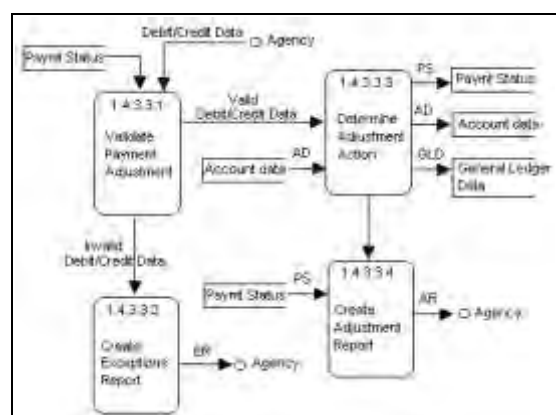 Debit/Credit Data
Agency
Paymt Status
1.4.3.3.1
Validate
Payment
Adjustment
Valid
Debit/Credit Data
1.4.3.3.3
Determine
Adjustment
Action
PS
Paymt Status
AD
Account data
GLD
General Ledger
Data
AD
Account data
Invalid
Debit/Credit Data
1.4.3.3.2
Create
Exceptions
Report
ER
Agency
PS
Paymt Status
1.4.3.3.4
Create
Adjustment
Report
AR
Agency